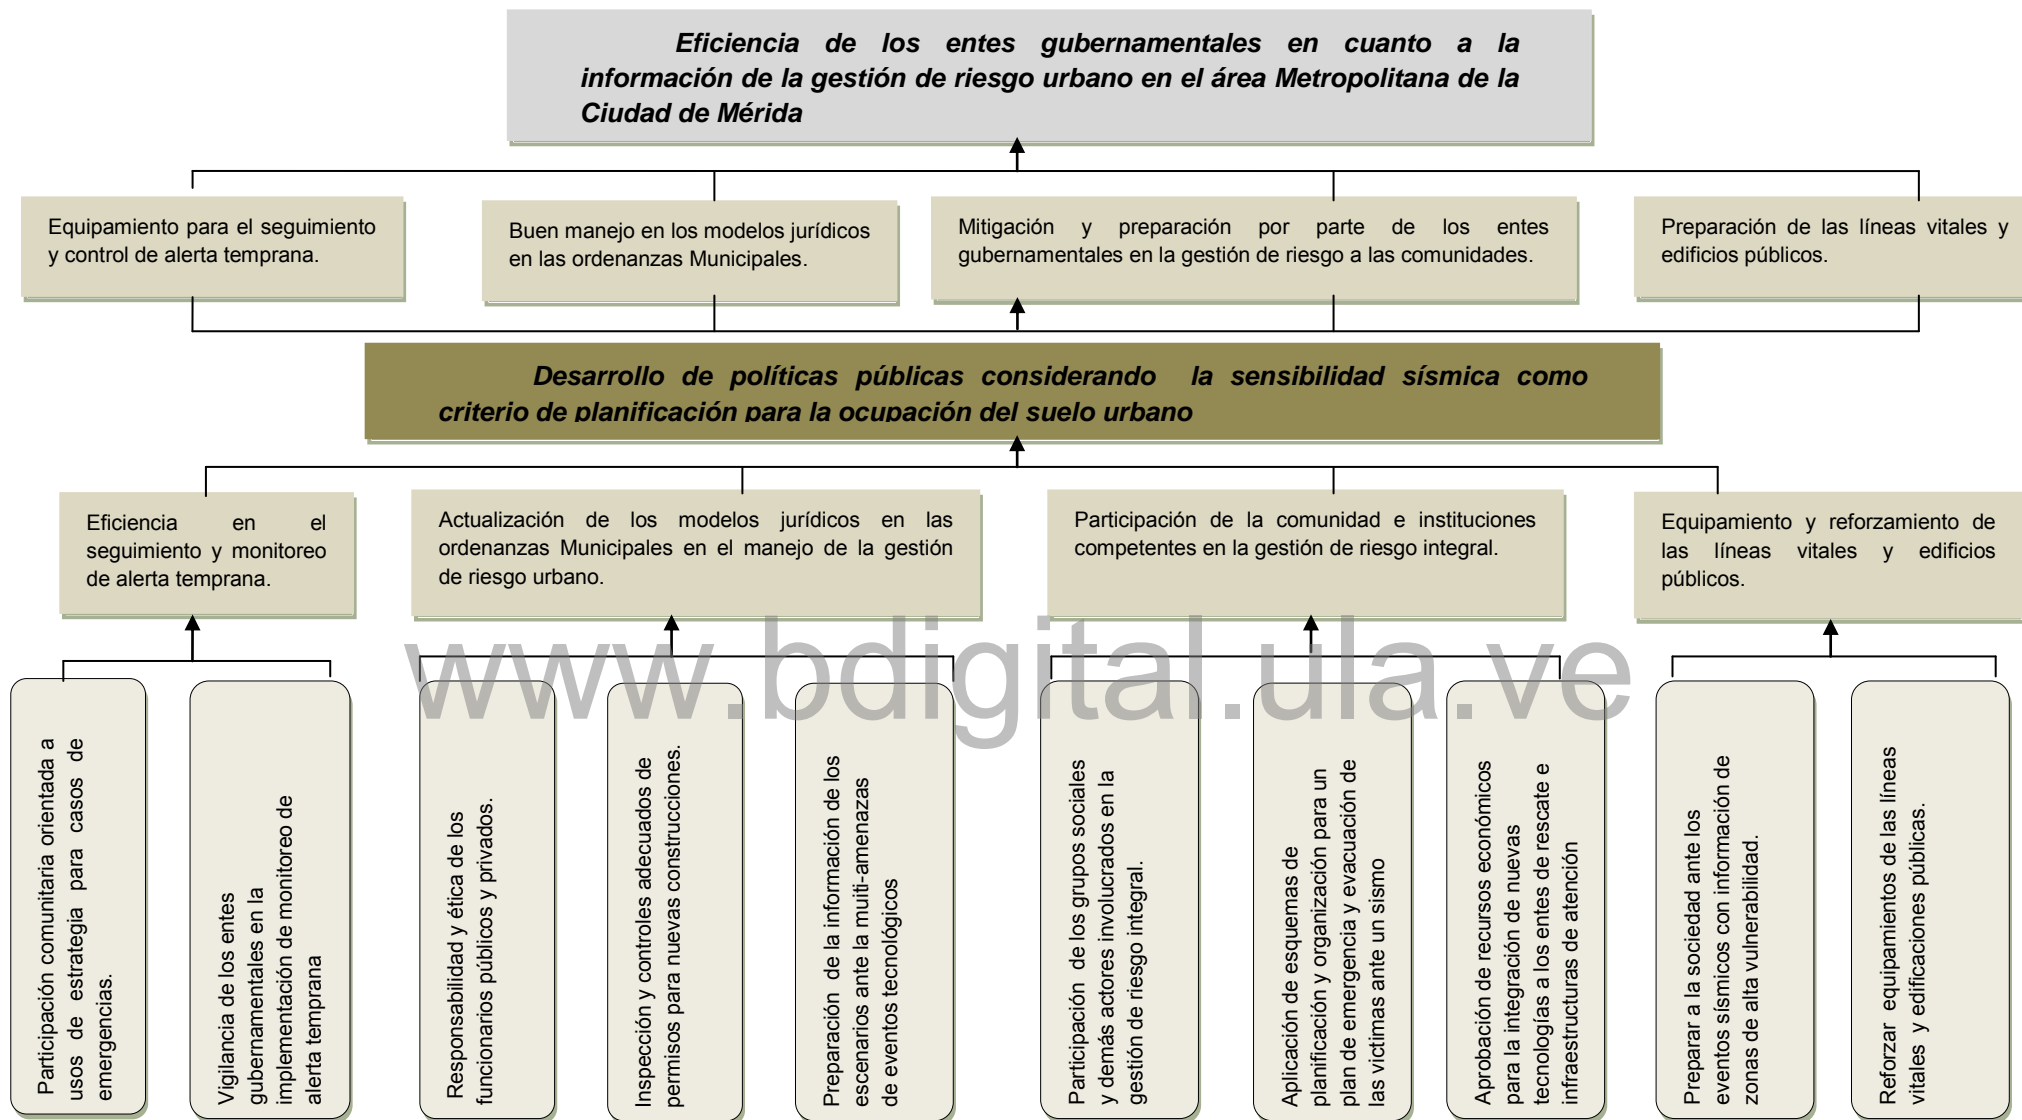 Eficiencia de los entes gubernamentales en cuanto a la
información de la gestión de riesgo urbano en el área Metropolitana de la
Ciudad de Mérida
Equipamiento para el seguimiento
y control de alerta temprana.
Buen manejo en los modelos jurídicos
en las ordenanzas Municipales.
Mitigación y preparación por parte de los entes
gubernamentales en la gestión de riesgo a las comunidades.
Preparación de las líneas vitales y
edificios públicos.
Desarrollo de políticas públicas considerando la sensibilidad sísmica como
criterio de planificación para la ocupación del suelo urbano
Eficiencia en el
seguimiento y monitoreo
de alerta temprana.
Actualización de los modelos jurídicos en las
ordenanzas Municipales en el manejo de la gestión
de riesgo urbano.
Participación de la comunidad e instituciones
competentes en la gestión de riesgo integral.
Equipamiento y reforzamiento de
las líneas vitales y edificios
públicos.
www.bdigital.ula.ve
Participación comunitaria orientada a
usos de estrategia para casos de
emergencias.
Vigilancia de los entes
gubernamentales en la
implementación de monitoreo de
alerta temprana
Responsabilidad y ética de los
funcionarios públicos y privados.
Inspección y controles adecuados de
permisos para nuevas construcciones.
Preparación de la información de los
escenarios ante la muiti-amenazas
de eventos tecnológicos
Participación de los grupos sociales
y demás actores involucrados en la
gestión de riesgo integral.
Aplicación de esquemas de
planificación y organización para un
plan de emergencia y evacuación de
las victimas ante un sismo
Aprobación de recursos económicos
para la integración de nuevas
tecnologías a los entes de rescate e
infraestructuras de atención
Preparar a la sociedad ante los
eventos sísmicos con información de
zonas de alta vulnerabilidad.
Reforzar equipamientos de las líneas
vitales y edificaciones públicas.